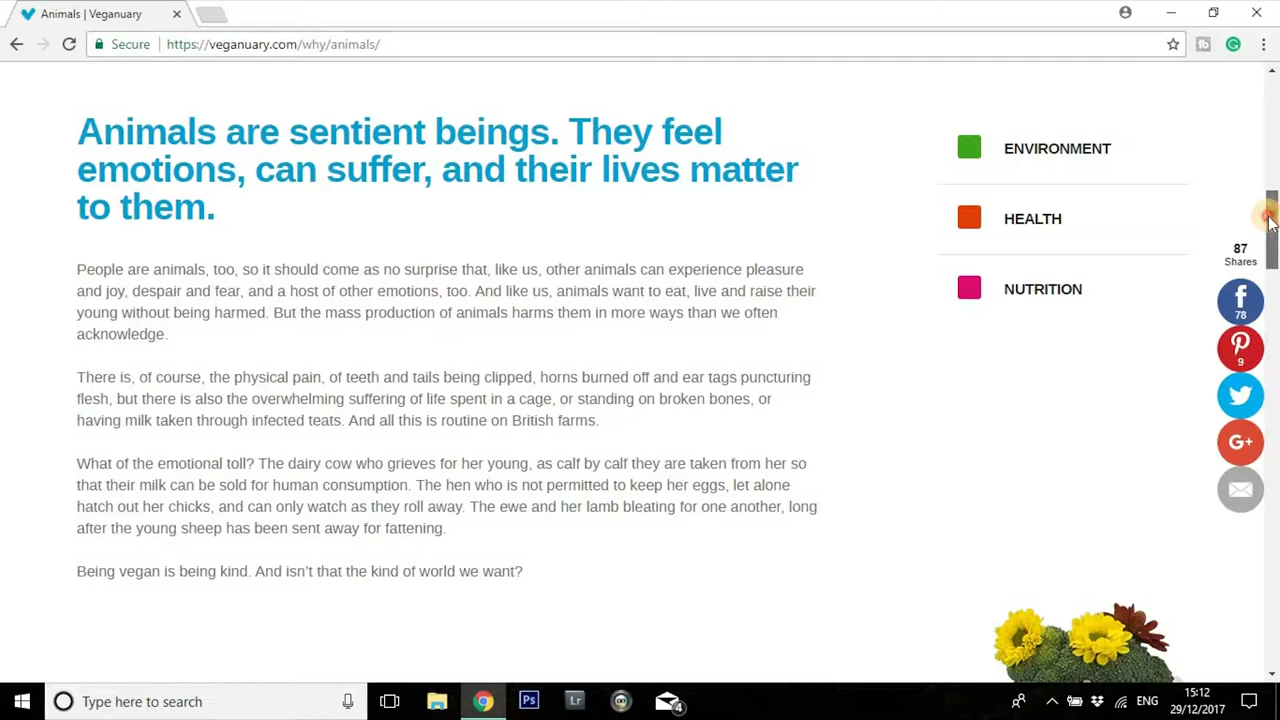 Animals | Veganuary
Secure
https://veganuary.com/why/animals/
Animals are sentient beings. They feel
emotions, can suffer, and their lives matter
to them.
People are animals, too, so it should come as no surprise that, like us, other animals can experience pleasure
and joy, despair and fear, and a host of other emotions, too. And like us, animals want to eat, live and raise their
young without being harmed. But the mass production of animals harms them in more ways than we often
acknowledge.
There is, of course, the physical pain, of teeth and tails being clipped, horns burned off and ear tags puncturing
flesh, but there is also the overwhelming suffering of life spent in a cage, or standing on broken bones, or
having milk taken through infected teats. And all this is routine on British farms.
What of the emotional toll? The dairy cow who grieves for her young, as calf by calf they are taken from her so
that their milk can be sold for human consumption. The hen who is not permitted to keep her eggs, let alone
hatch out her chicks, and can only watch as they roll away. The ewe and her lamb bleating for one another, long
after the young sheep has been sent away for fattening.
Being vegan is being kind. And isn't that the kind of world we want?
ENVIRONMENT
HEALTH
NUTRITION
87
Shares
f
78
9
G+
Type here to search
Ps
Lr
4
ENG
15:12
29/12/2017